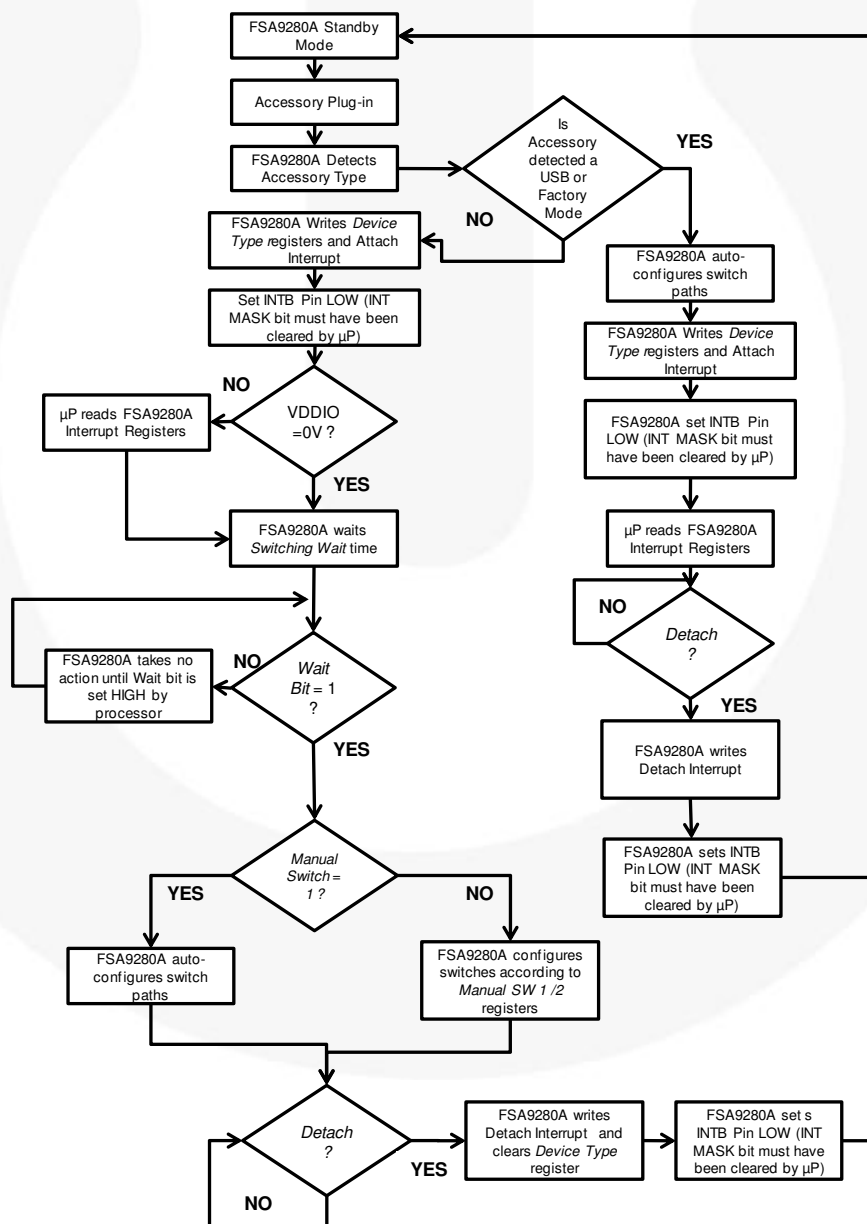 FSA9280A Standby
Mode
Accessory Plug-in
FSA9280A Detects
Accessory Type
Is
Accessory
detected a
USB or
Factory
Mode
YES
NO
FSA9280A Writes Device
Type registers and Attach
Interrupt
Set INTB Pin LOW (INT
MASK bit must have been
cleared by µP)
NO
VDDIO
=0V ?
µP reads FSA9280A
Interrupt Registers
YES
FSA9280A waits
Switching Wait time
NO
Wait
Bit = 1
?
FSA9280A takes no
action until Wait bit is
set HIGH by
processor
YES
Manual
Switch =
1 ?
YES
NO
FSA9280A auto-
configures switch
paths
FSA9280A configures
switches according to
Manual SW 1 /2
registers
FSA9280A auto-
configures switch
paths
FSA9280A Writes Device
Type registers and Attach
Interrupt
FSA9280A set INTB Pin
LOW (INT MASK bit must
have been cleared by µP)
µP reads FSA9280A
Interrupt Registers
NO
Detach
?
YES
FSA9280A writes
Detach Interrupt
FSA9280A sets INTB
Pin LOW (INT MASK
bit must have been
cleared by µP)
Detach
?
YES
NO
FSA9280A writes
Detach Interrupt and
clears Device Type
register
FSA9280A set s
INTB Pin LOW (INT
MASK bit must have
been cleared by µP)